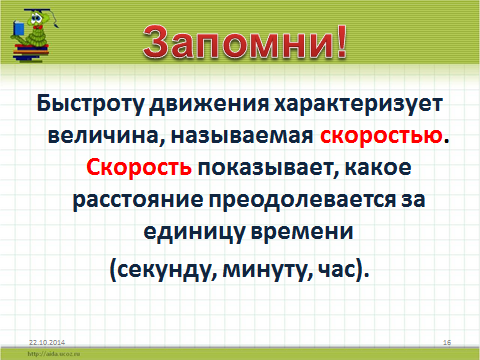 Запомни!
Быстроту движения характеризует
величина, называемая скоростью.
Скорость показывает, какое
расстояние преодолевается за
единицу времени
(секунду, минуту, час).
22.10.2014
16
http://aida.ucoz.ru